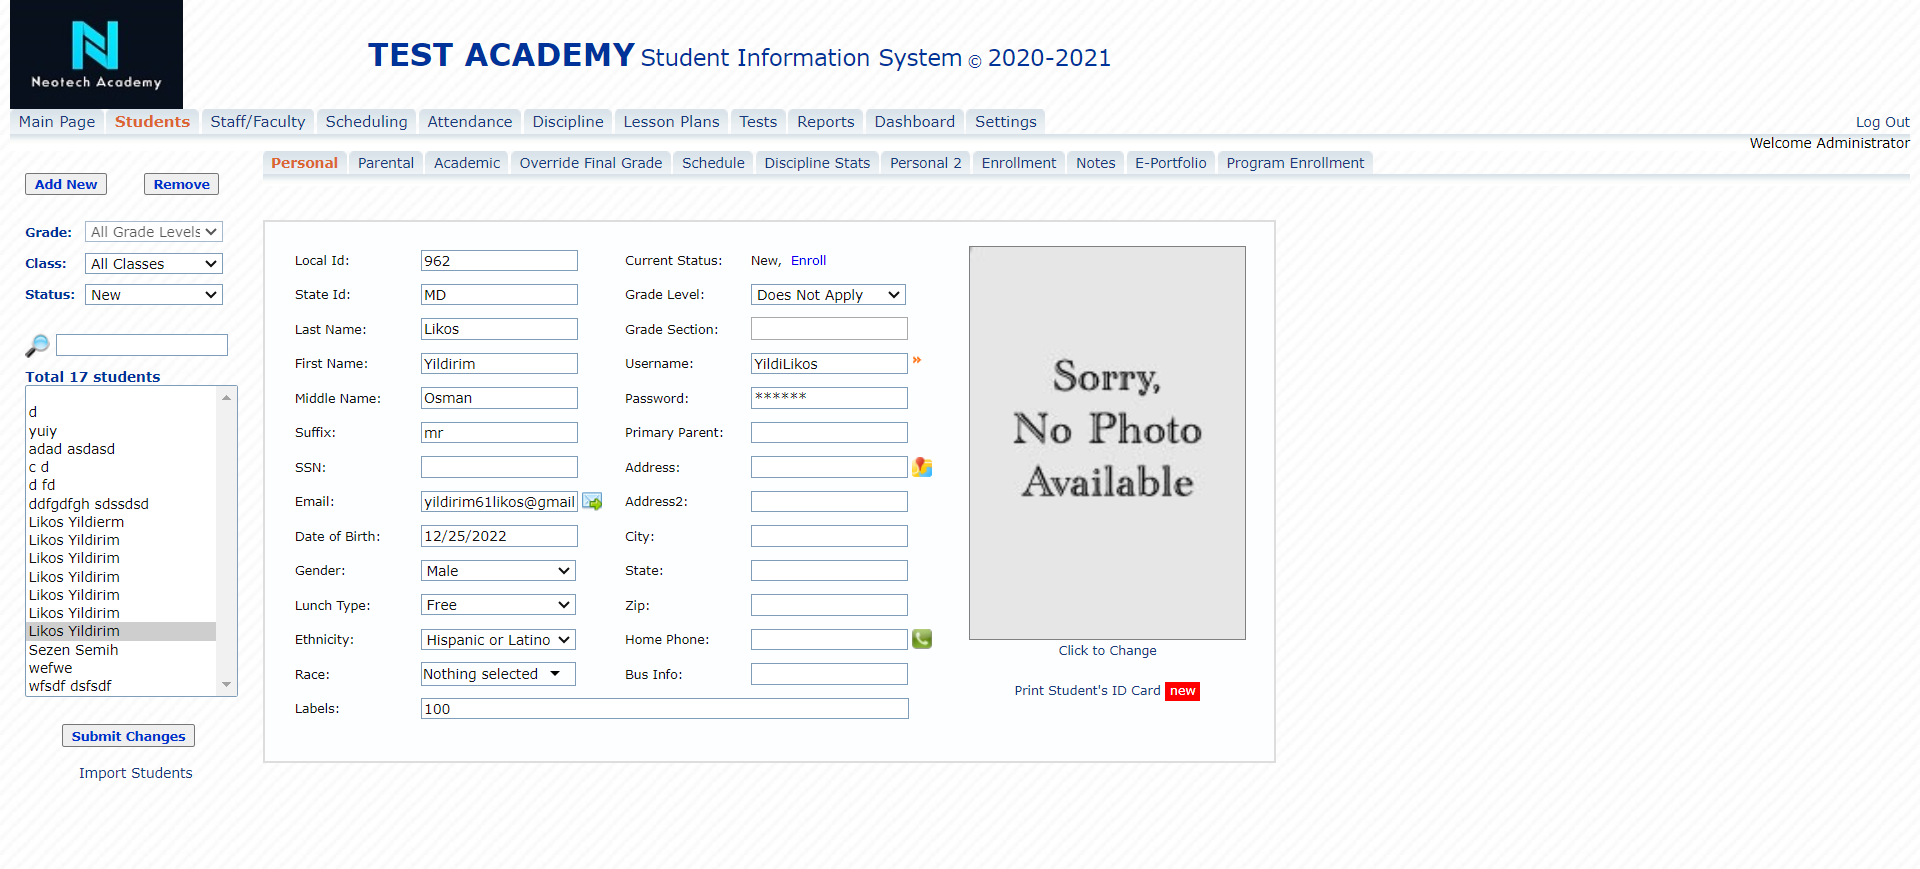 Neotech Academy
TEST ACADEMY Student Information System © 2020-2021
Main Page Students Staff/Faculty Scheduling Attendance Discipline Lesson Plans Tests Reports Dashboard Settings Log Out
Welcome Administrator
Personal Parental Academic Override Final Grade Schedule Discipline Stats Personal 2 Enrollment Notes E-Portfolio Program Enrollment
Add New Remove
Grade: All Grade Levels
Class: All Classes
Status: New
Total 17 students
d
yuiy
adad asdasd
c d
d fd
ddfgdfgh sdssdsd
Likos Yildierm
Likos Yildirim
Likos Yildirim
Likos Yildirim
Likos Yildirim
Likos Yildirim
Likos Yildirim
Sezen Semih
wefwe
wfsdf dsfsdf
Submit Changes
Import Students
Local Id: 962
State Id: MD
Last Name: Likos
First Name: Yildirim
Middle Name: Osman
Suffix: mr
SSN:
Email: yildirim61likos@gmail
Date of Birth: 12/25/2022
Gender: Male
Lunch Type: Free
Ethnicity: Hispanic or Latino
Race: Nothing selected
Labels: 100
Current Status: New, Enroll
Grade Level: Does Not Apply
Grade Section:
Username: YildiLikos »
Password: ******
Primary Parent:
Address:
Address2:
City:
State:
Zip:
Home Phone:
Bus Info:
Sorry,
No Photo
Available
Click to Change
Print Student's ID Card new